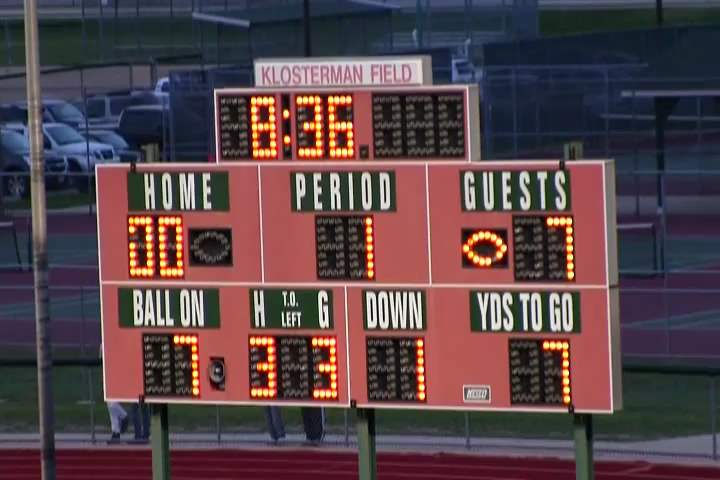 KLOSTERMAN FIELD
8:36
HOME PERIOD GUESTS
00 1 7
BALL ON H T.O. LEFT G DOWN YDS TO GO
7 3 3 1 7